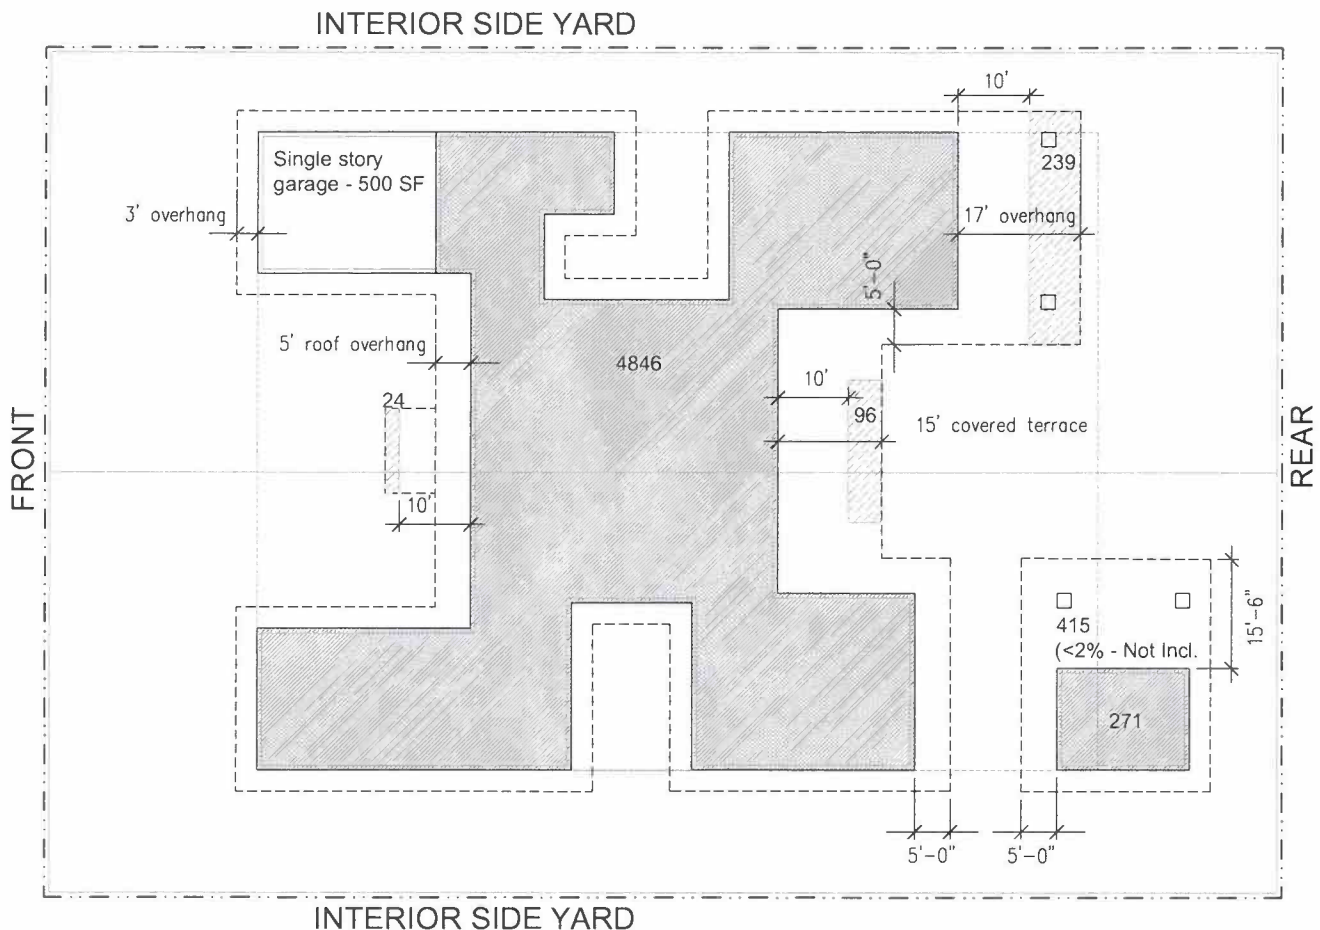 INTERIOR SIDE YARD
10'
Single story
garage - 500 SF
239
3' overhang
17' overhang
5'-0"
5' roof overhang
4846
10'
24
96
15' covered terrace
FRONT
REAR
10'
15'-6"
415
(<2% - Not Incl.
271
5'-0"
5'-0"
INTERIOR SIDE YARD